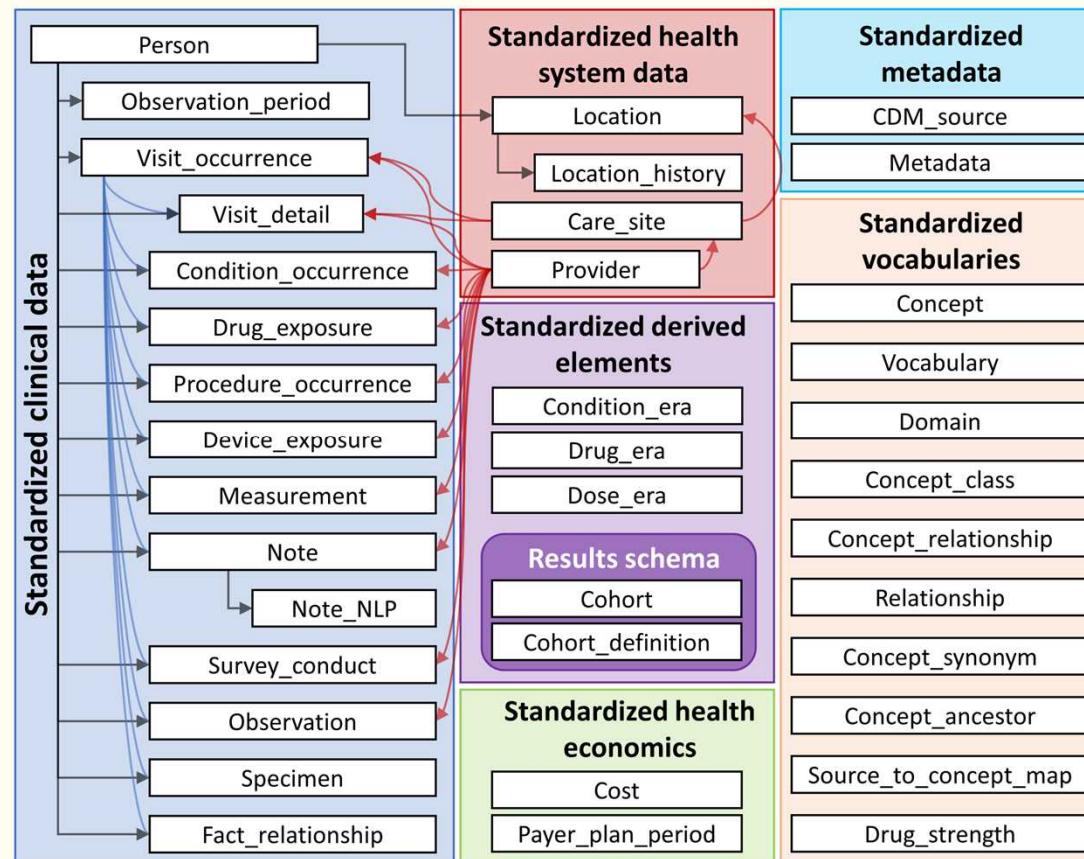 Standardized clinical data
Person
Observation_period
Visit_occurrence
Visit_detail
Condition_occurrence
Drug_exposure
Procedure_occurrence
Device_exposure
Measurement
Note
Note_NLP
Survey_conduct
Observation
Specimen
Fact_relationship
Standardized health
system data
Location
Location_history
Care_site
Provider
Standardized derived
elements
Condition_era
Drug_era
Dose_era
Results schema
Cohort
Cohort_definition
Standardized health
economics
Cost
Payer_plan_period
Standardized
metadata
CDM_source
Metadata
Standardized
vocabularies
Concept
Vocabulary
Domain
Concept_class
Concept_relationship
Relationship
Concept_synonym
Concept_ancestor
Source_to_concept_map
Drug_strength